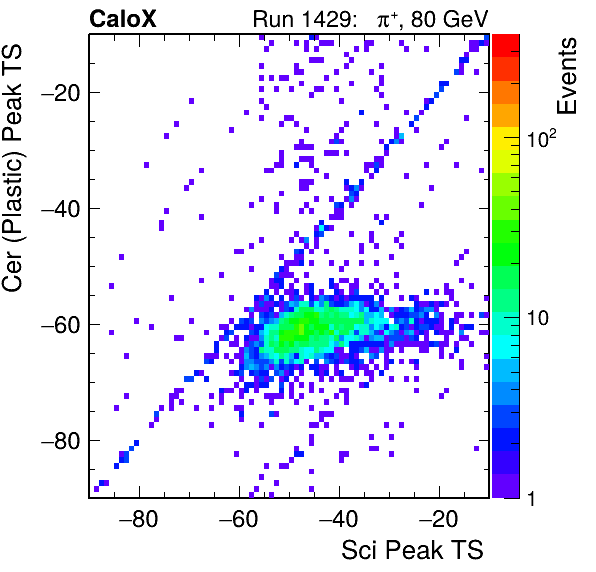 CaloX Run 1429: π⁺, 80 GeV
Events
Cer (Plastic) Peak TS
−20
−40
−60
−80
10²
10
1
−80 −60 −40 −20
Sci Peak TS